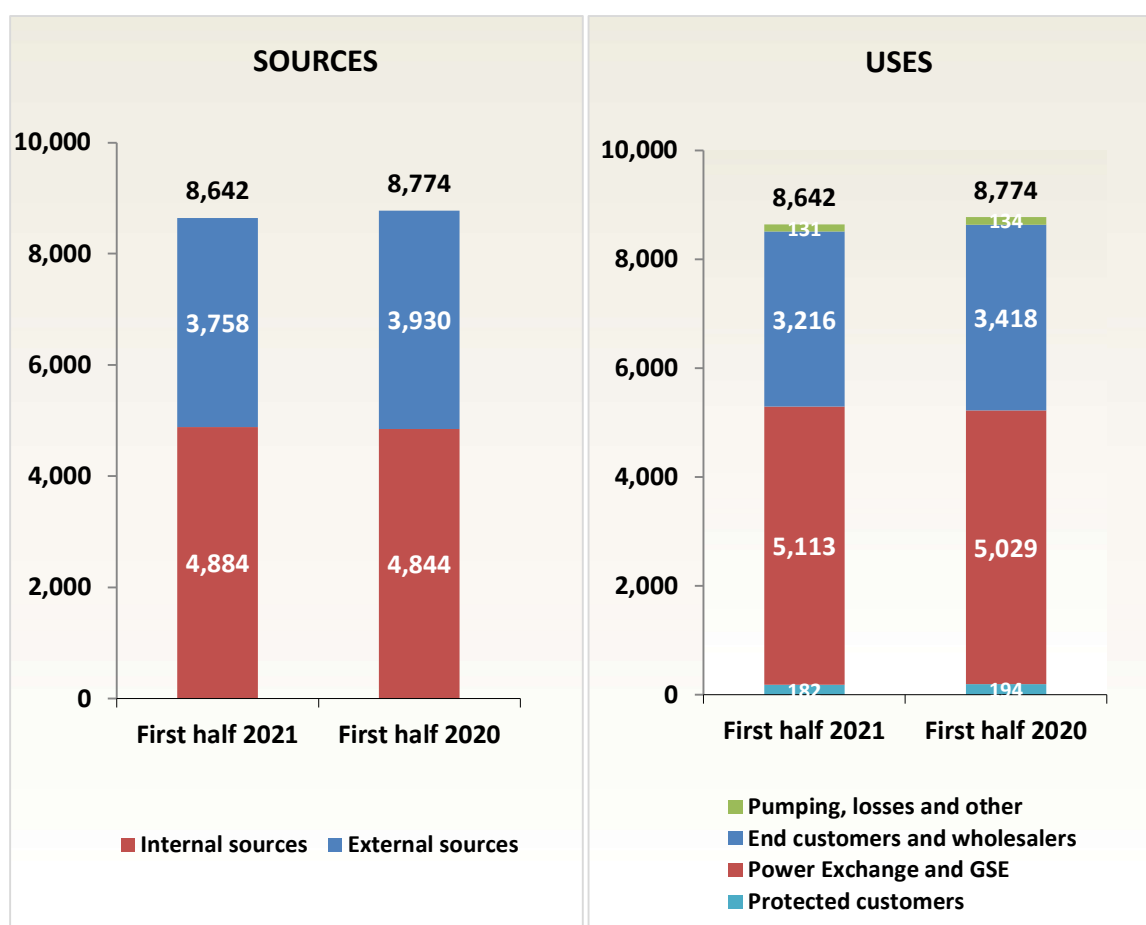 SOURCES
10,000
8,000
6,000
4,000
2,000
0
8,642
8,774
3,758
3,930
4,884
4,844
First half 2021
First half 2020
Internal sources
External sources
USES
10,000
8,000
6,000
4,000
2,000
0
8,642
8,774
131
134
3,216
3,418
5,113
5,029
182
194
First half 2021
First half 2020
Pumping, losses and other
End customers and wholesalers
Power Exchange and GSE
Protected customers